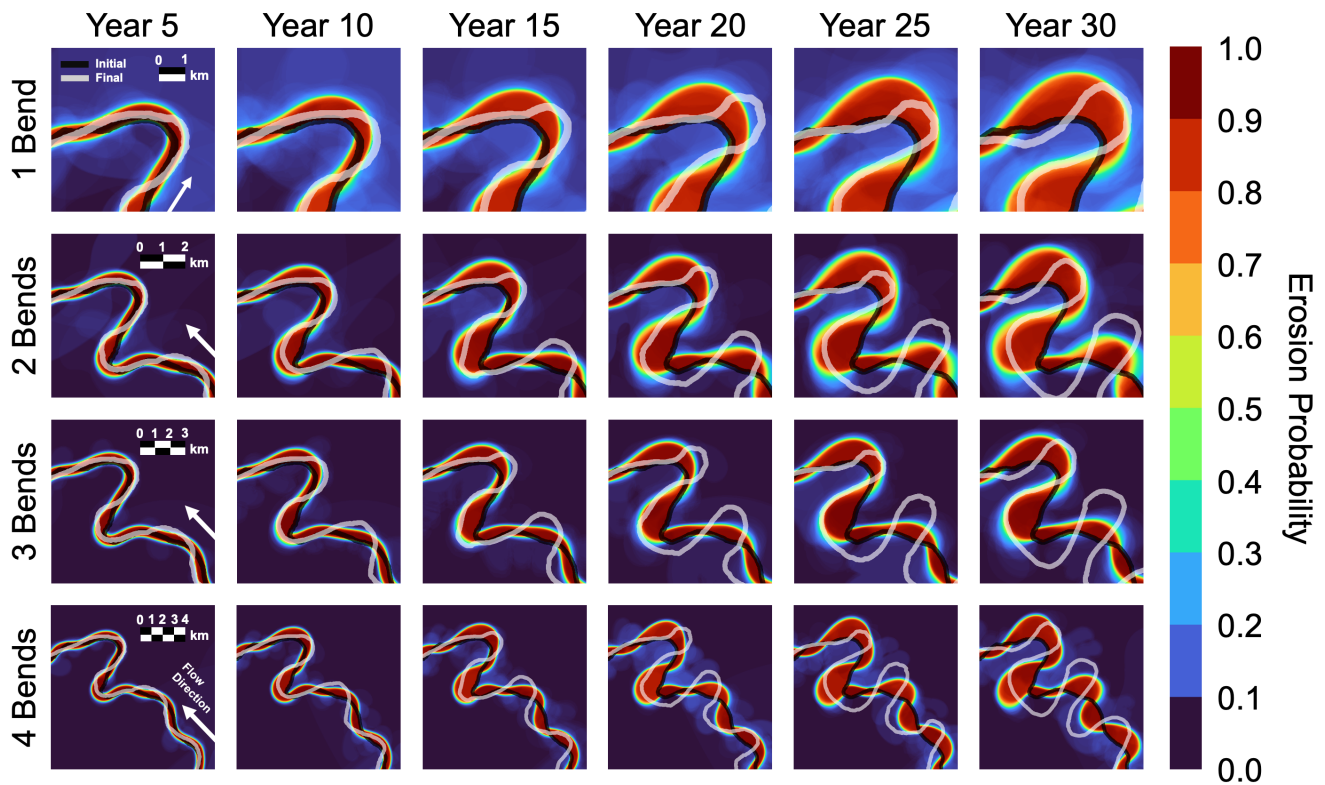 Year 5 Year 10 Year 15 Year 20 Year 25 Year 30
1 Bend
Initial
Final
0 1
km
2 Bends
0 1 2
km
3 Bends
0 1 2 3
km
4 Bends
0 1 2 3 4
km
Flow
Direction
1.0
0.9
0.8
0.7
0.6
0.5
0.4
0.3
0.2
0.1
0.0
Erosion Probability